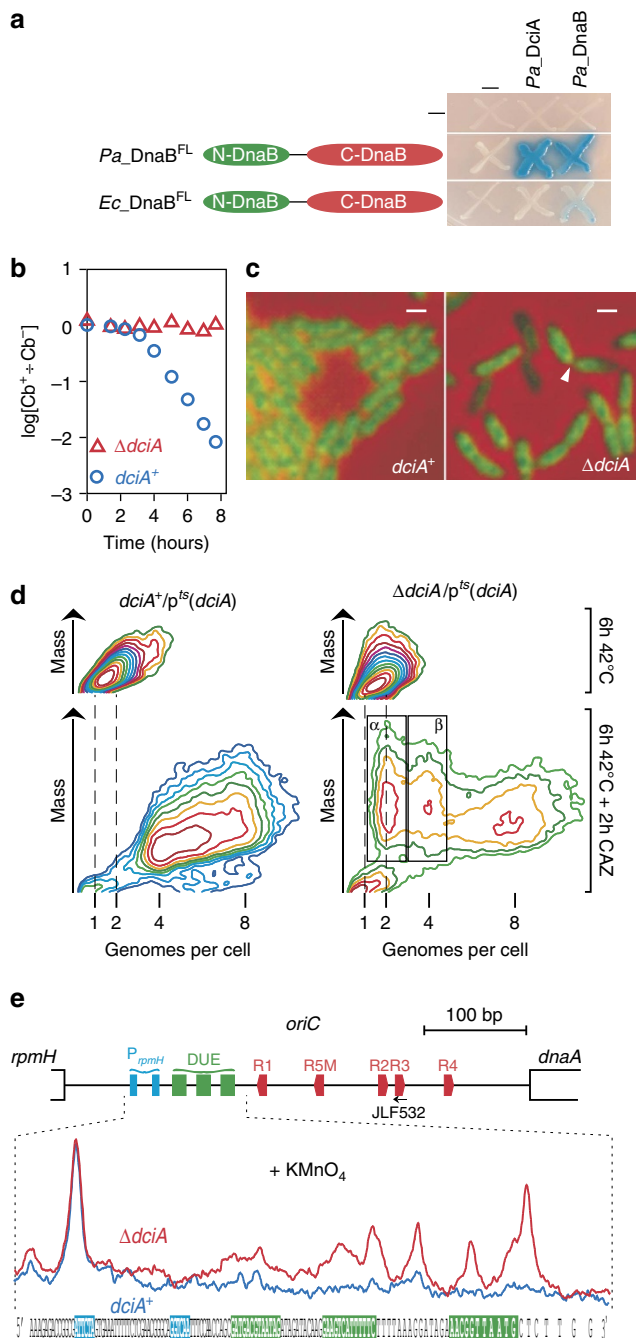 a
Pa_DciA
Pa_DnaB
Pa_DnaB^FL N-DnaB C-DnaB
Ec_DnaB^FL N-DnaB C-DnaB
b
1
0
−1
−2
−3
log[Cb⁺ ÷ Cb⁻]
ΔdciA
dciA⁺
0 2 4 6 8
Time (hours)
c
dciA⁺
ΔdciA
d
dciA⁺/p^ts(dciA)
ΔdciA/p^ts(dciA)
Mass
Mass
6h 42°C
Mass
Mass
α
β
6h 42°C + 2h CAZ
1 2 4 8
1 2 4 8
Genomes per cell
Genomes per cell
e
100 bp
oriC
rpmH
P_rpmH
DUE
R1 R5M R2 R3 R4
dnaA
JLF532
+ KMnO₄
ΔdciA
dciA⁺
5′
3′